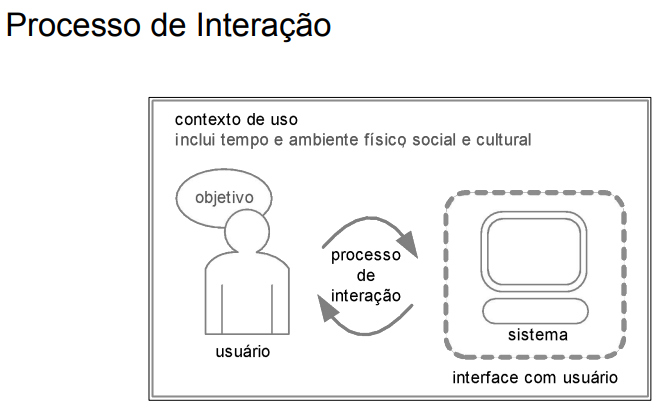 Processo de Interação
contexto de uso
inclui tempo e ambiente físico social e cultural
objetivo
processo
de
interação
usuário
sistema
interface com usuário